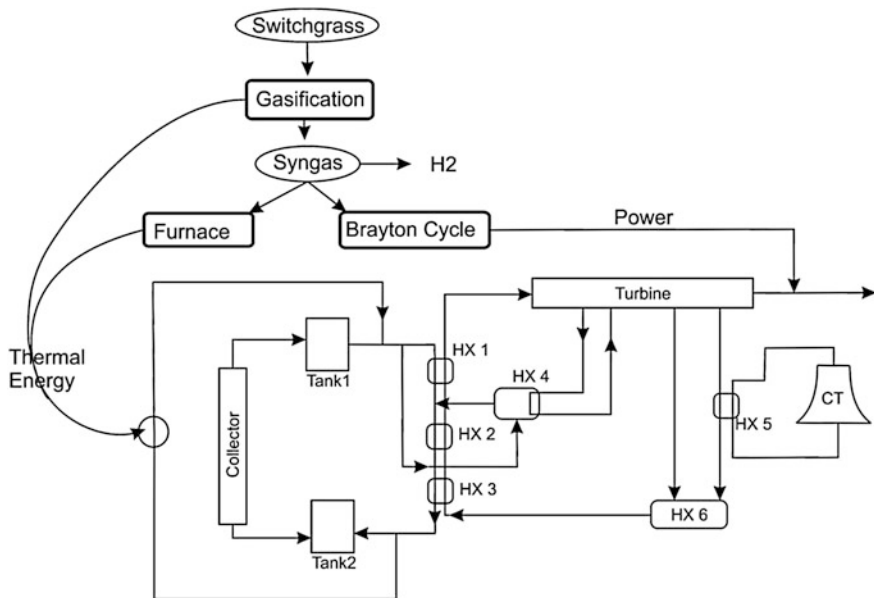 Switchgrass
Gasification
Syngas
H2
Furnace
Brayton Cycle
Power
Turbine
Thermal
Energy
Tank1
HX 1
HX 4
CT
HX 5
Collector
HX 2
HX 3
HX 6
Tank2